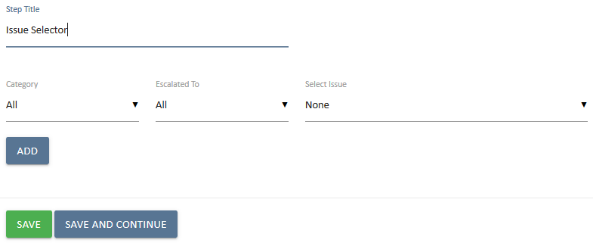 Step Title
Issue Selector
Category Escalated To Select Issue
All All None
ADD
SAVE SAVE AND CONTINUE